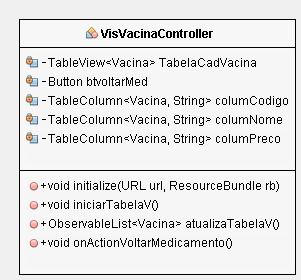 VisVacinaController
-TableView<Vacina> TabelaCadVacina
-Button btvoltarMed
-TableColumn<Vacina, String> columCodigo
-TableColumn<Vacina, String> columNome
-TableColumn<Vacina, String> columPreco
+void initialize(URL url, ResourceBundle rb)
+void iniciarTabelaV()
+ObservableList<Vacina> atualizaTabelaV()
+void onActionVoltarMedicamento()